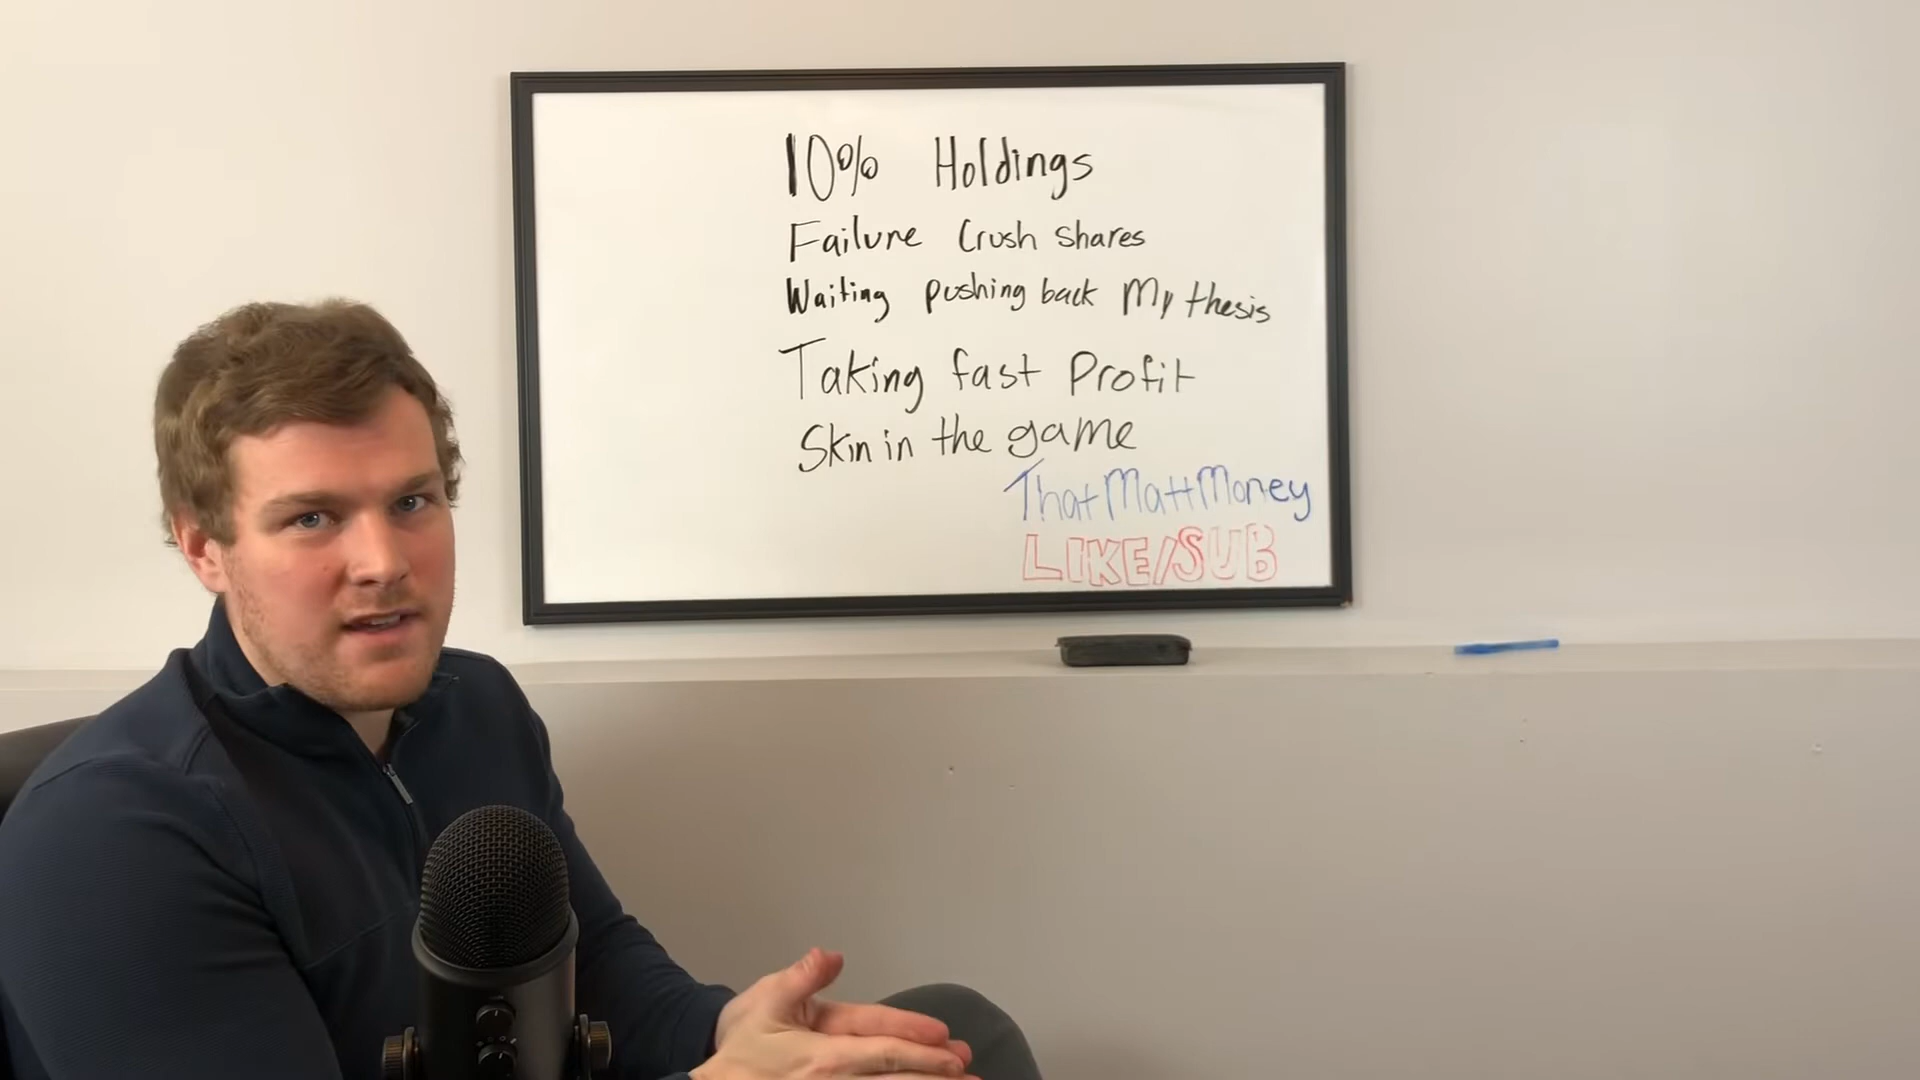 10% Holdings
Failure Crush shares
Waiting pushing back My thesis
Taking fast Profit
Skin in the game
ThatMattMoney
LIKE/SUB